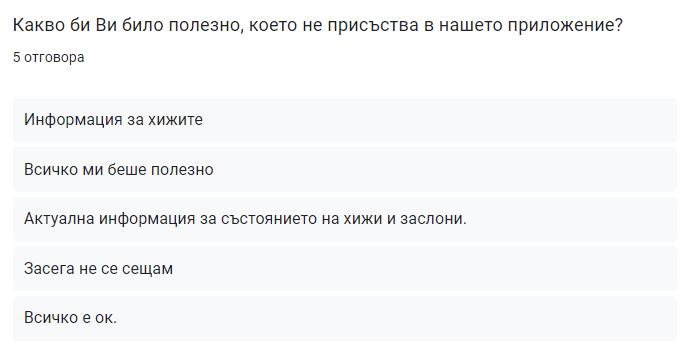 Какво би Ви било полезно, което не присъства в нашето приложение?
5 отговора
Информация за хижите
Всичко ми беше полезно
Актуална информация за състоянието на хижи и заслони.
Засега не се сещам
Всичко е ок.